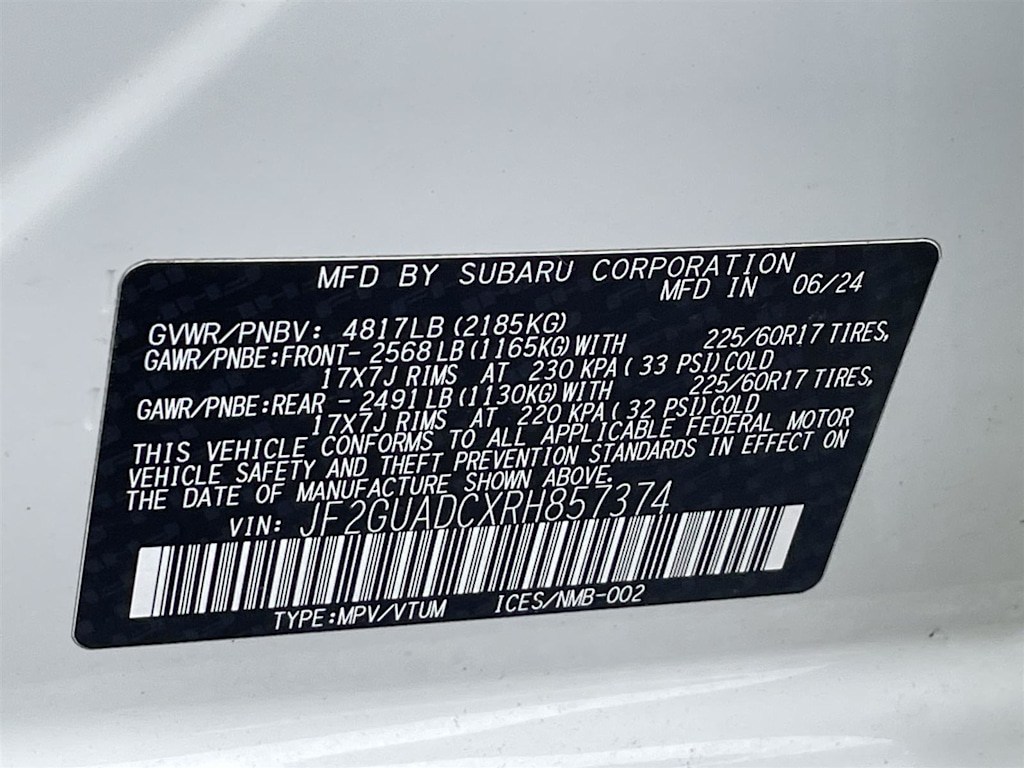 MFD BY SUBARU CORPORATION
MFD IN 06/24
GVWR/PNBV: 4817LB (2185KG)
GAWR/PNBE:FRONT- 2568LB (1165KG) WITH 225/60R17 TIRES,
17X7J RIMS AT 230 KPA ( 33 PSI) COLD
GAWR/PNBE:REAR - 2491LB (1130KG) WITH 225/60R17 TIRES,
17X7J RIMS AT 220 KPA ( 32 PSI) COLD
THIS VEHICLE CONFORMS TO ALL APPLICABLE FEDERAL MOTOR
VEHICLE SAFETY AND THEFT PREVENTION STANDARDS IN EFFECT ON
THE DATE OF MANUFACTURE SHOWN ABOVE.
VIN: JF2GUADCXRH857374
TYPE:MPV/VTUM ICES/NMB-002